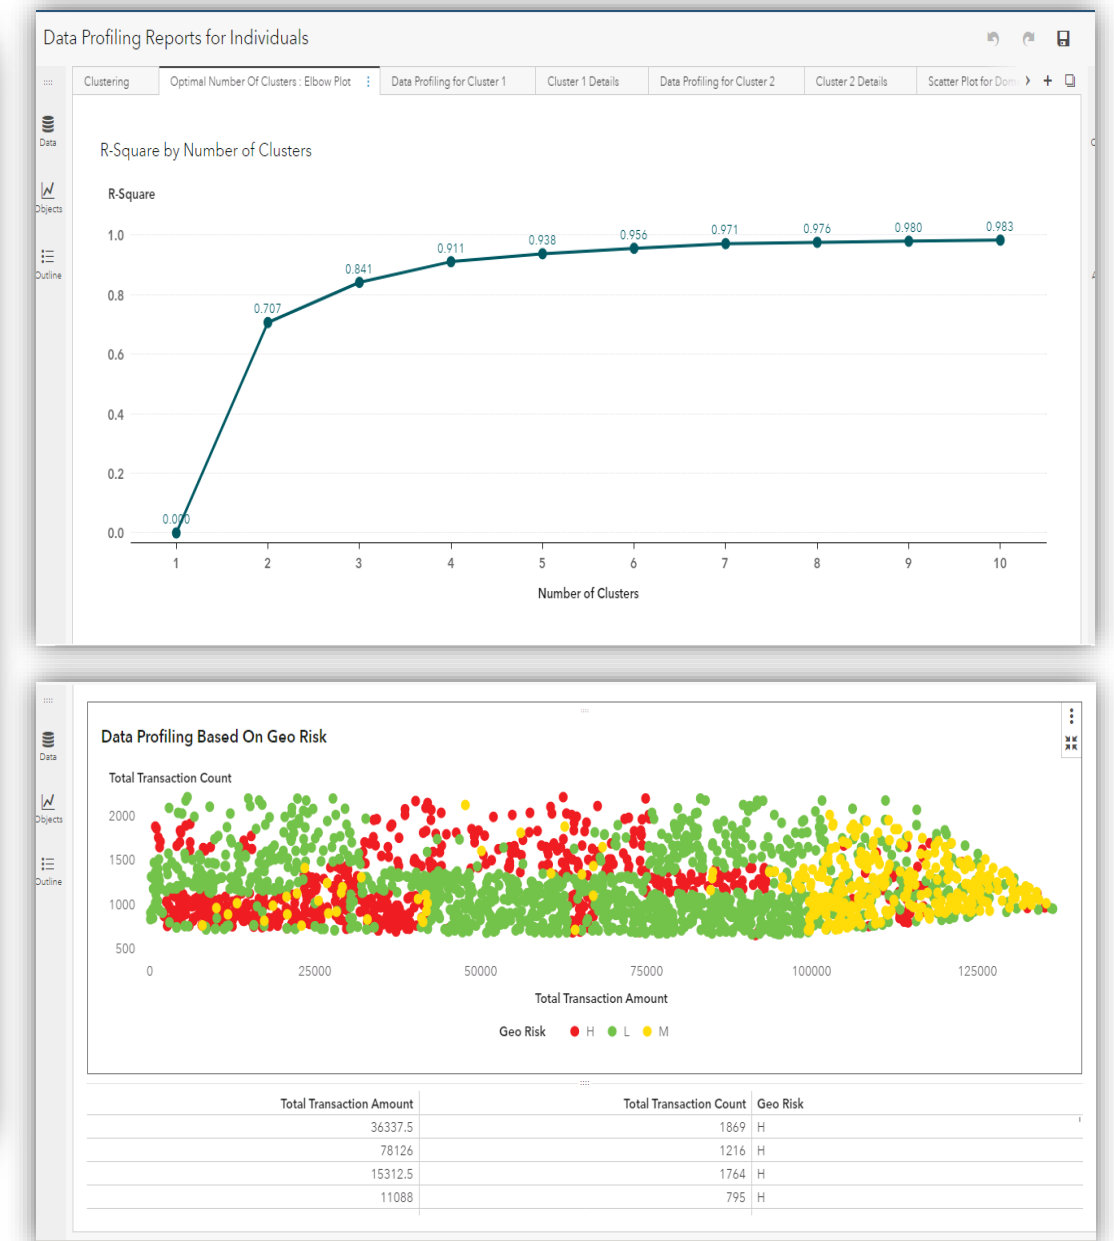 Data Profiling Reports for Individuals
Clustering
Optimal Number Of Clusters : Elbow Plot
Data Profiling for Cluster 1
Cluster 1 Details
Data Profiling for Cluster 2
Cluster 2 Details
Scatter Plot for Dom
Data
Objects
Outline
R-Square by Number of Clusters
R-Square
1.0
0.8
0.6
0.4
0.2
0.0
0.000
0.707
0.841
0.911
0.938
0.956
0.971
0.976
0.980
0.983
1 2 3 4 5 6 7 8 9 10
Number of Clusters
Data
Objects
Outline
Data Profiling Based On Geo Risk
Total Transaction Count
2000
1500
1000
500
0 25000 50000 75000 100000 125000
Total Transaction Amount
Geo Risk H L M
Total Transaction Amount Total Transaction Count Geo Risk
36337.5 1869 H
78126 1216 H
15312.5 1764 H
11088 795 H